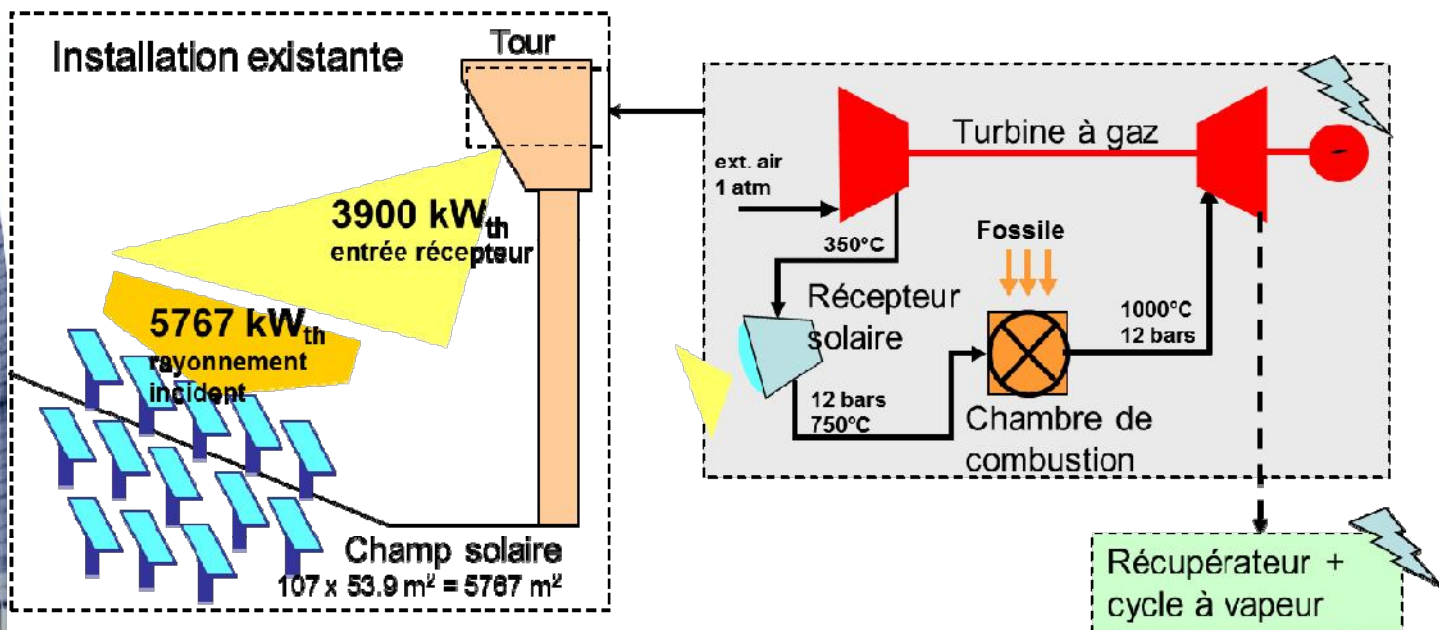 Installation existante
Tour
3900 kWth
entrée récepteur
5767 kWth
rayonnement
incident
Champ solaire
107 x 53.9 m² = 5767 m²
Turbine à gaz
ext. air
1 atm
350°C
Fossile
Récepteur
solaire
1000°C
12 bars
12 bars
750°C
Chambre de
combustion
Récupérateur +
cycle à vapeur